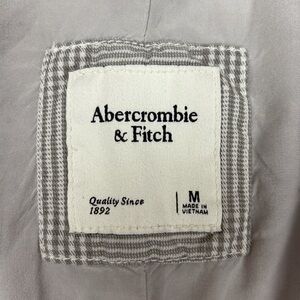 Abercrombie
& Fitch
Quality Since
1892
M
MADE IN
VIETNAM